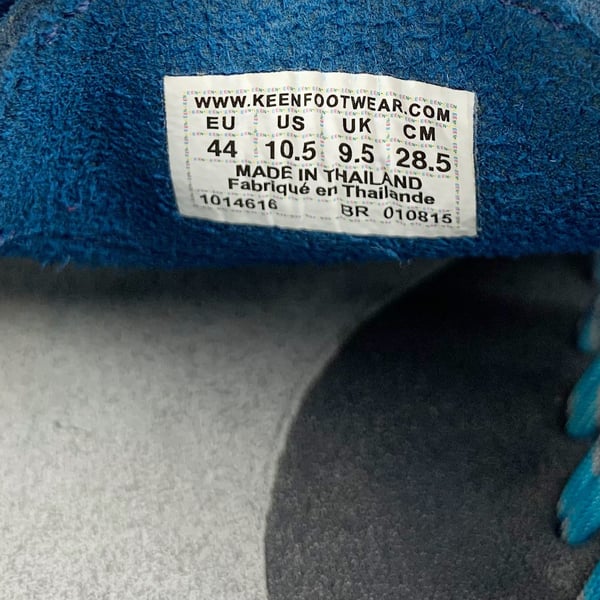 WWW.KEENFOOTWEAR.COM
EU US UK CM
44 10.5 9.5 28.5
MADE IN THAILAND
Fabriqué en Thaïlande
1014616 BR 010815